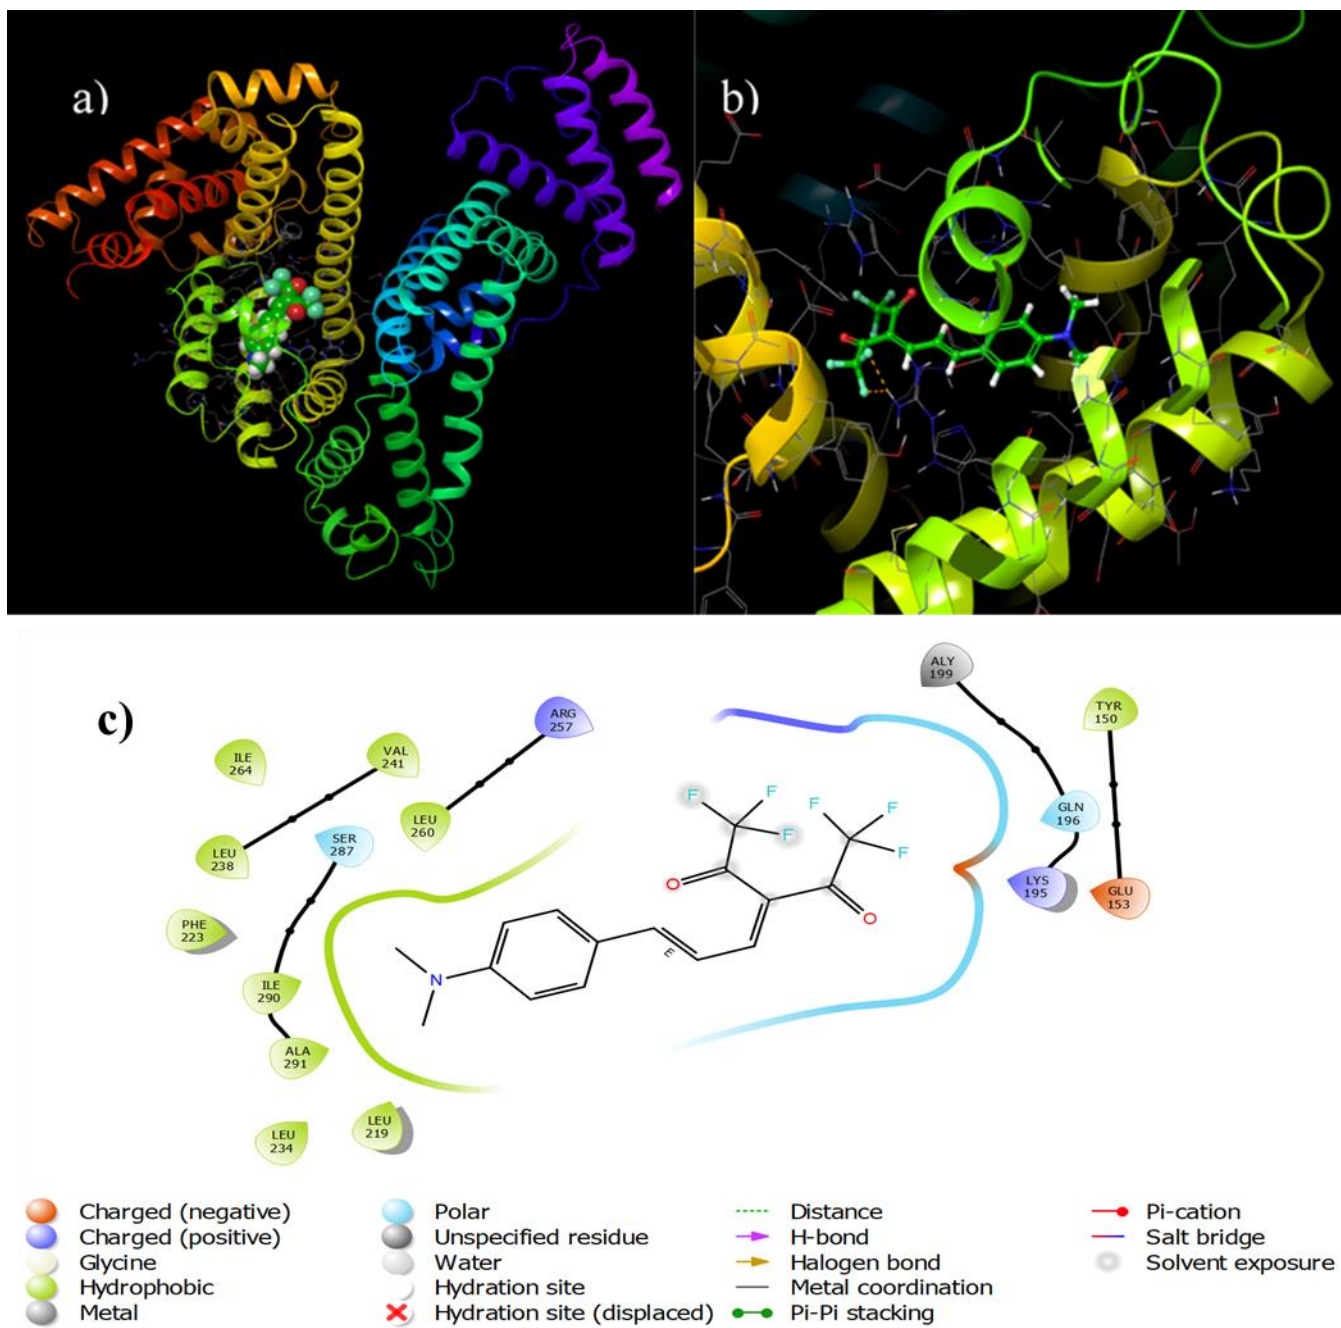 a)
b)
c)
ALY
199
ARG
257
TYR
150
VAL
241
ILE
264
LEU
260
GLN
196
SER
287
LEU
238
LYS
195
GLU
153
PHE
223
ILE
290
ALA
291
LEU
219
LEU
234
F
F
F
F
F
F
O
O
E
N
Charged (negative)
Charged (positive)
Glycine
Hydrophobic
Metal
Polar
Unspecified residue
Water
Hydration site
Hydration site (displaced)
Distance
H-bond
Halogen bond
Metal coordination
Pi-Pi stacking
Pi-cation
Salt bridge
Solvent exposure